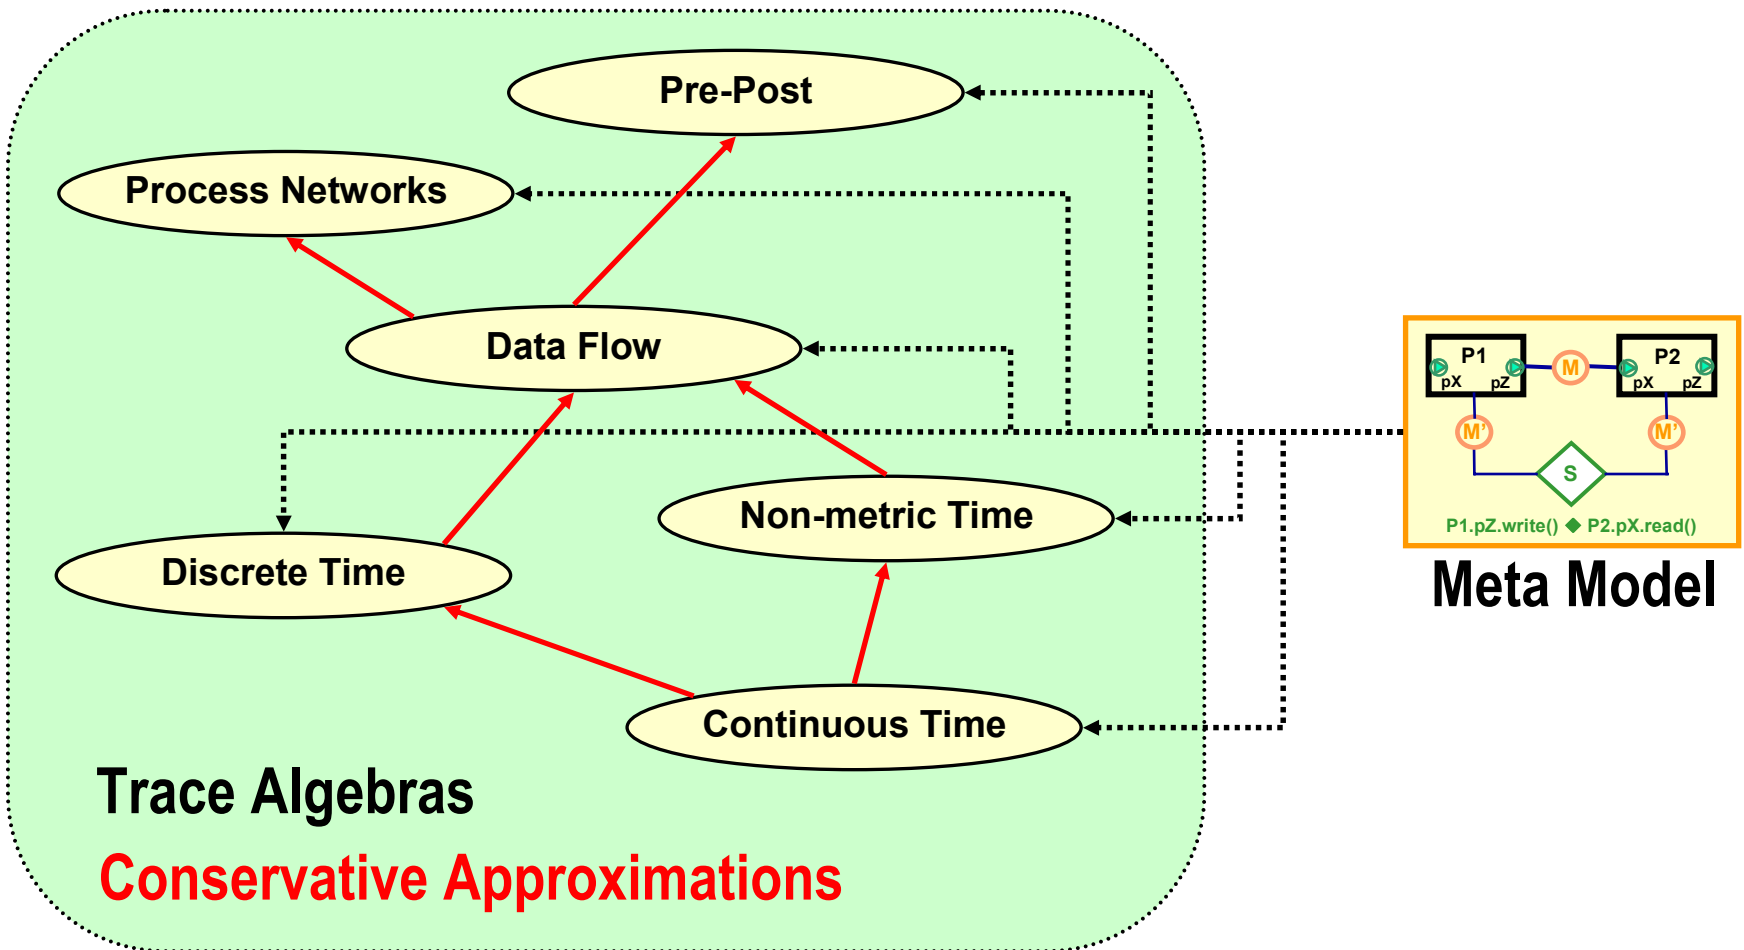 Pre-Post
Process Networks
Data Flow
P1
pX
pZ
M
P2
pX
pZ
M'
M'
S
P1.pZ.write() ◆ P2.pX.read()
Meta Model
Non-metric Time
Discrete Time
Continuous Time
Trace Algebras
Conservative Approximations